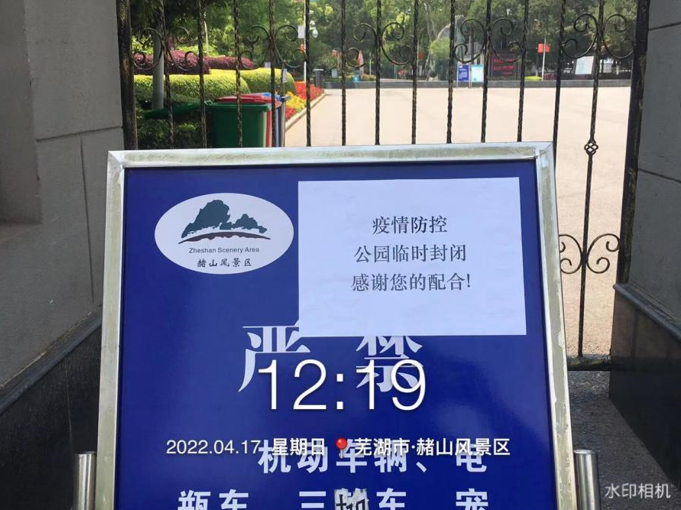 Zheshan Scenery Area
赭山风景区
疫情防控
公园临时封闭
感谢您的配合!
严禁
12:19
2022.04.17 星期日 芜湖市·赭山风景区
机动车辆、电
瓶车、三轮车、宠
水印相机